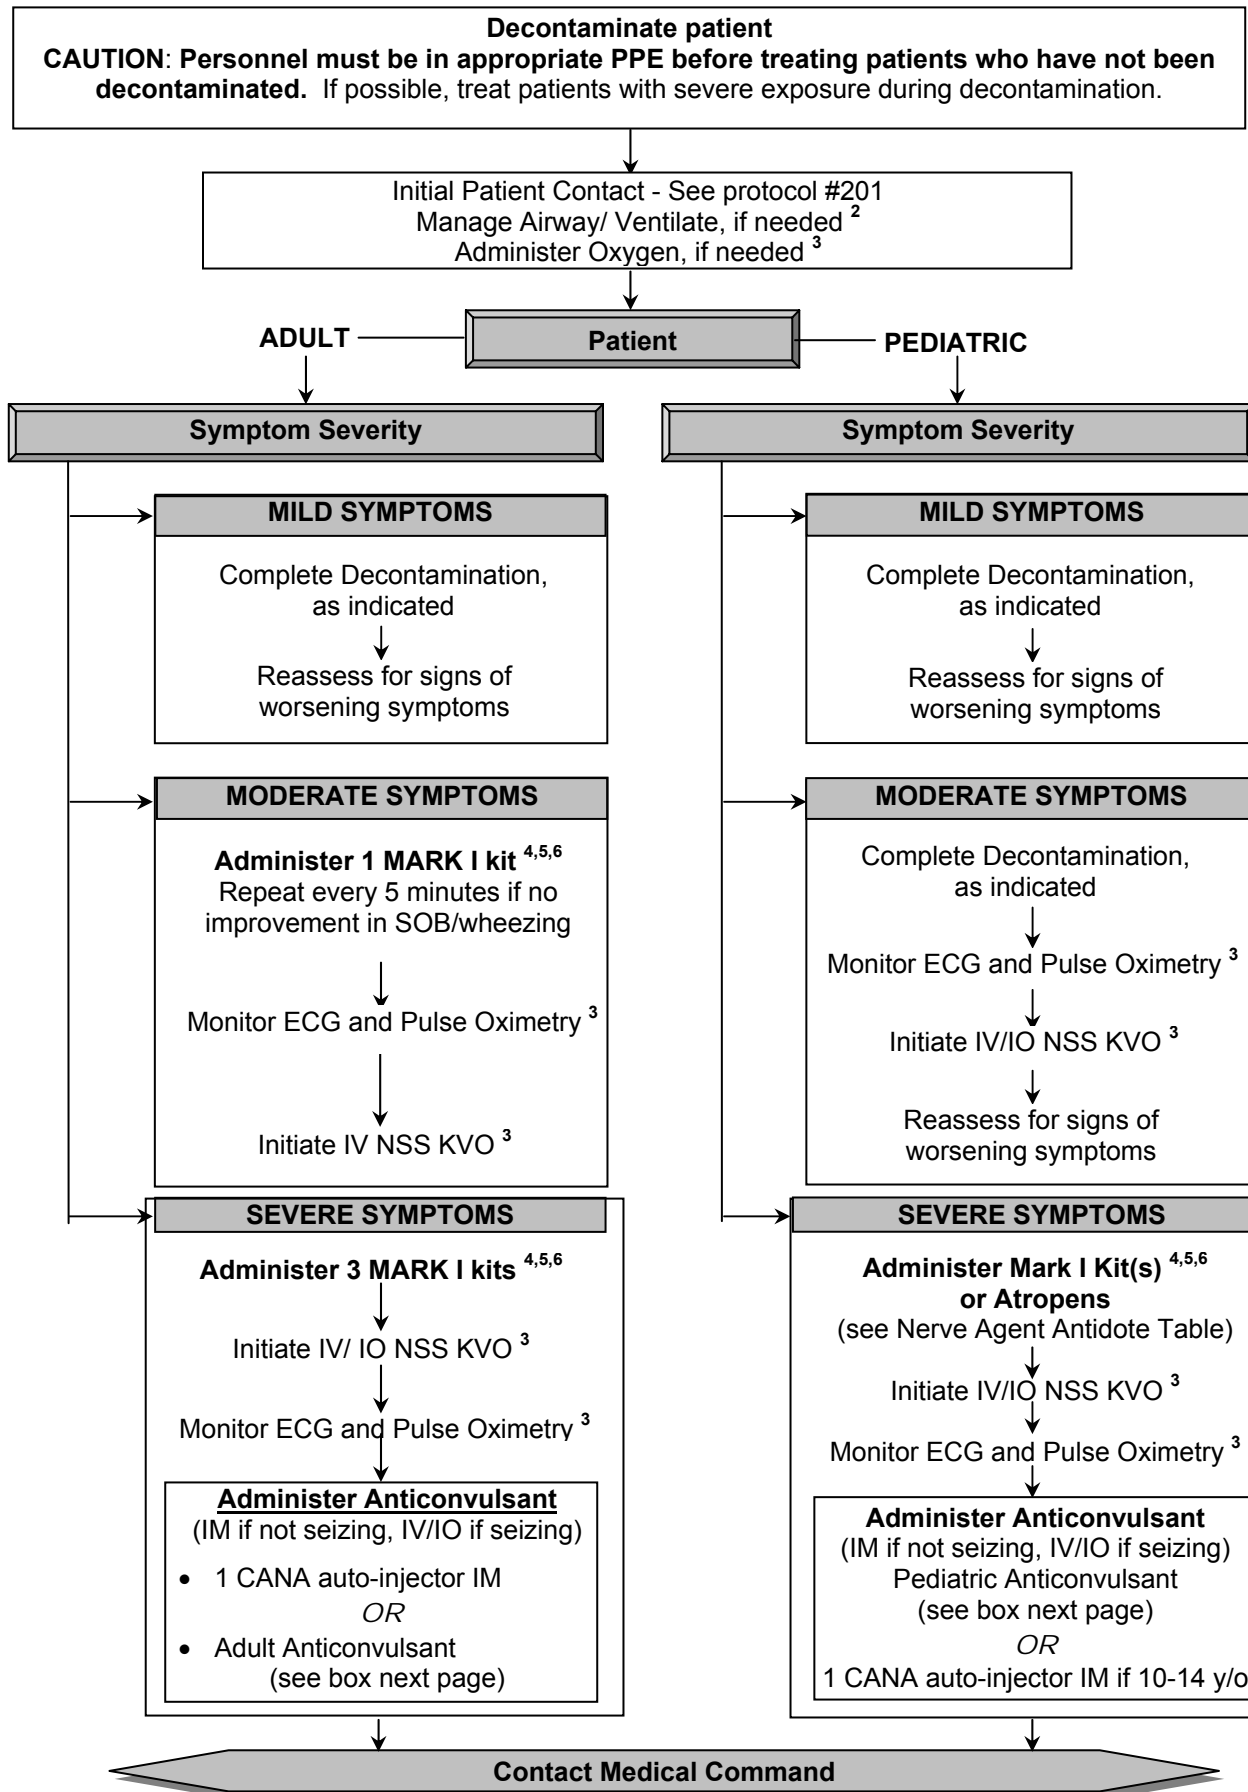 Decontaminate patient
CAUTION: Personnel must be in appropriate PPE before treating patients who have not been
decontaminated. If possible, treat patients with severe exposure during decontamination.
Initial Patient Contact - See protocol #201
Manage Airway/ Ventilate, if needed 2
Administer Oxygen, if needed 3
ADULT
Patient
PEDIATRIC
Symptom Severity
MILD SYMPTOMS
Complete Decontamination,
as indicated
Reassess for signs of
worsening symptoms
MODERATE SYMPTOMS
Administer 1 MARK I kit 4,5,6
Repeat every 5 minutes if no
improvement in SOB/wheezing
Monitor ECG and Pulse Oximetry 3
Initiate IV NSS KVO 3
SEVERE SYMPTOMS
Administer 3 MARK I kits 4,5,6
Initiate IV/ IO NSS KVO 3
Monitor ECG and Pulse Oximetry 3
Administer Anticonvulsant
(IM if not seizing, IV/IO if seizing)
• 1 CANA auto-injector IM
OR
• Adult Anticonvulsant
(see box next page)
Symptom Severity
MILD SYMPTOMS
Complete Decontamination,
as indicated
Reassess for signs of
worsening symptoms
MODERATE SYMPTOMS
Complete Decontamination,
as indicated
Monitor ECG and Pulse Oximetry 3
Initiate IV/IO NSS KVO 3
Reassess for signs of
worsening symptoms
SEVERE SYMPTOMS
Administer Mark I Kit(s) 4,5,6
or Atropens
(see Nerve Agent Antidote Table)
Initiate IV/IO NSS KVO 3
Monitor ECG and Pulse Oximetry 3
Administer Anticonvulsant
(IM if not seizing, IV/IO if seizing)
Pediatric Anticonvulsant
(see box next page)
OR
1 CANA auto-injector IM if 10-14 y/o
Contact Medical Command